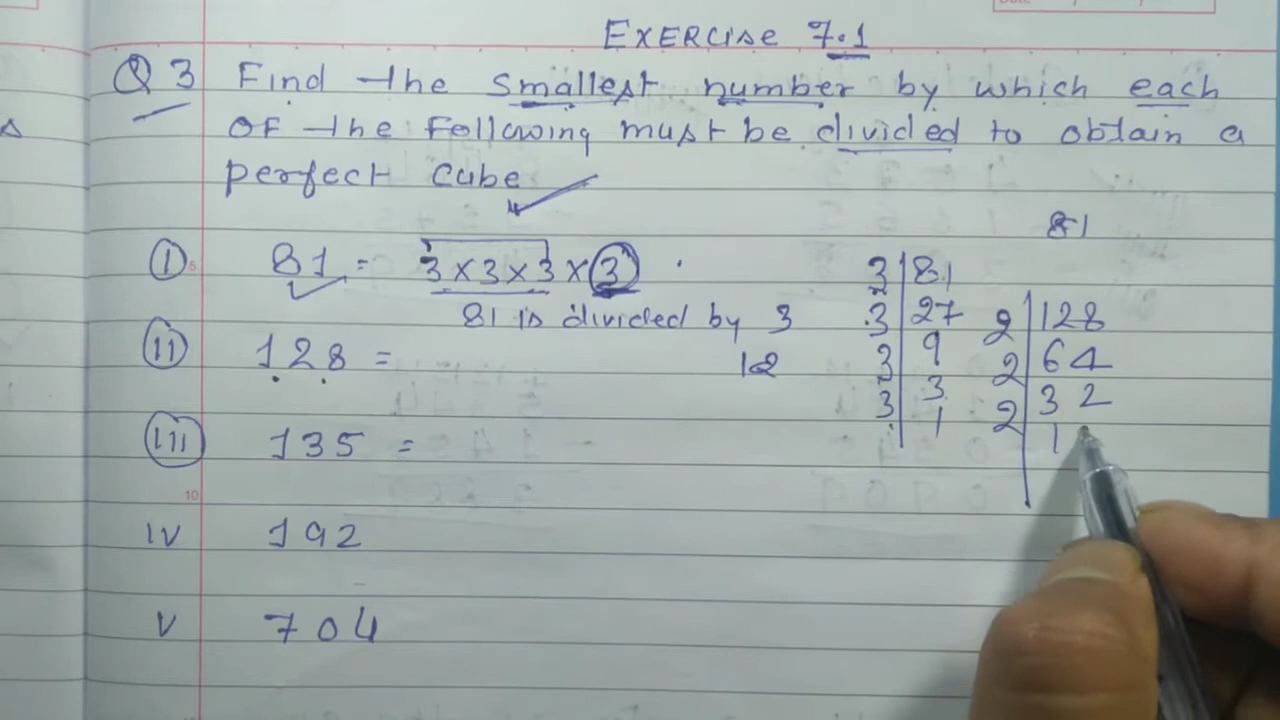 EXERCISE 7.1
Q 3 Find the smallest number by which each
of the following must be divided to obtain a
perfect cube
81
I 81 = 3 x 3 x 3 x 3
81 is divided by 3
12
II 128 =
III 135 =
IV 192
V 704
3 | 81
3 | 27
3 | 9
3 | 3
1
2 | 128
2 | 64
2 | 32
1
10